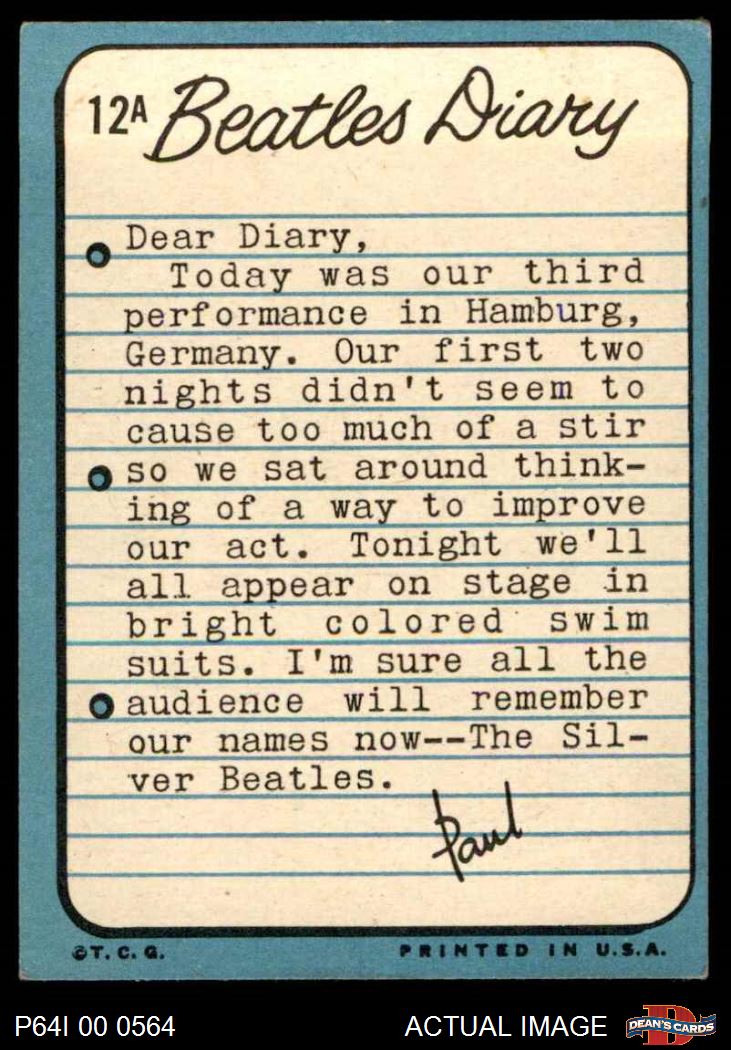 12A Beatles Diary
Dear Diary,
Today was our third
performance in Hamburg,
Germany. Our first two
nights didn't seem to
cause too much of a stir
so we sat around think-
ing of a way to improve
our act. Tonight we'll
all appear on stage in
bright colored swim
suits. I'm sure all the
audience will remember
our names now--The Sil-
ver Beatles.
Paul
©T.C.G. PRINTED IN U.S.A.
P64I 00 0564 ACTUAL IMAGE D DEAN'S CARDS